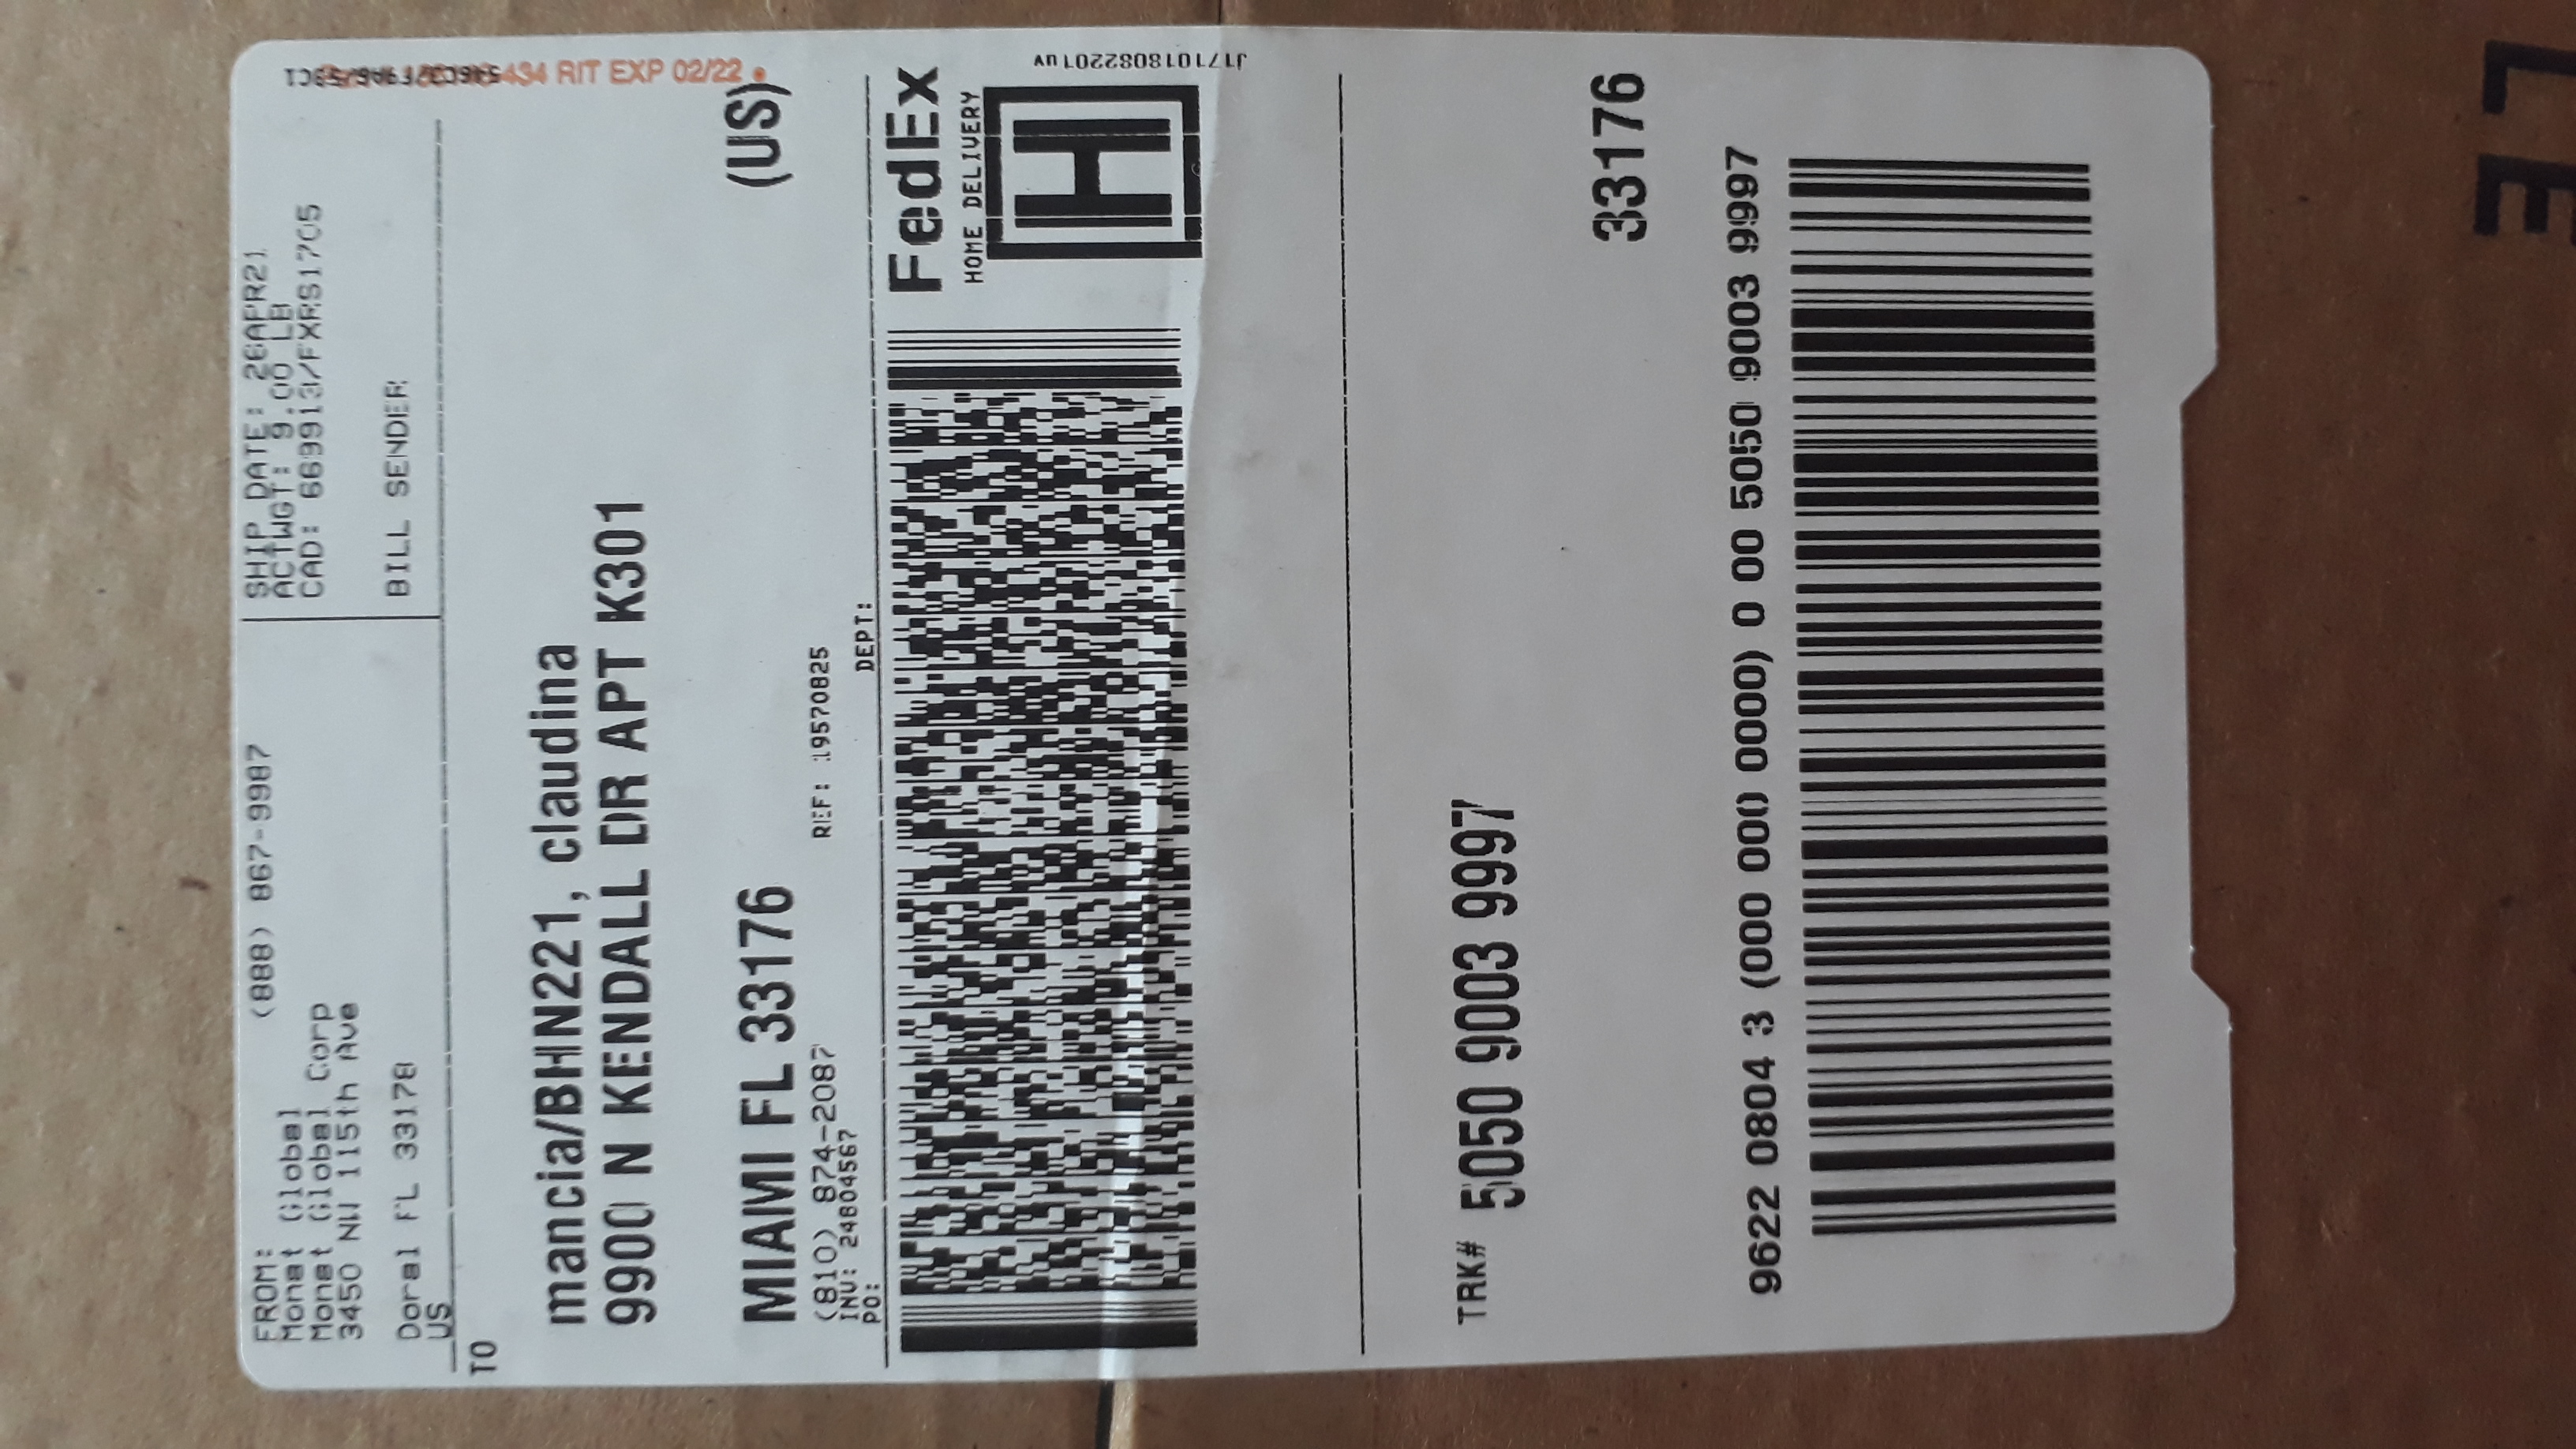 FROM: (888) 867-9987
Monat Global
Monat Global Corp
3450 NW 115th Ave
Doral FL 33178
US
SHIP DATE: 26APR21
ACTWGT: 9.00 LB
CAD: 669913/FXRS1705
BILL SENDER
TO
mancia/BHN221, claudina
9900 N KENDALL DR APT K301
MIAMI FL 33176
(US)
(810) 874-2087 REF: 19570825
INV: 24804567
PO: DEPT:
RIT EXP 02/22
FedEx
HOME DELIVERY
H
TRK# 5050 9003 9997
33176
9622 0804 3 (000 000 0000) 0 00 5050 9003 9997
LE